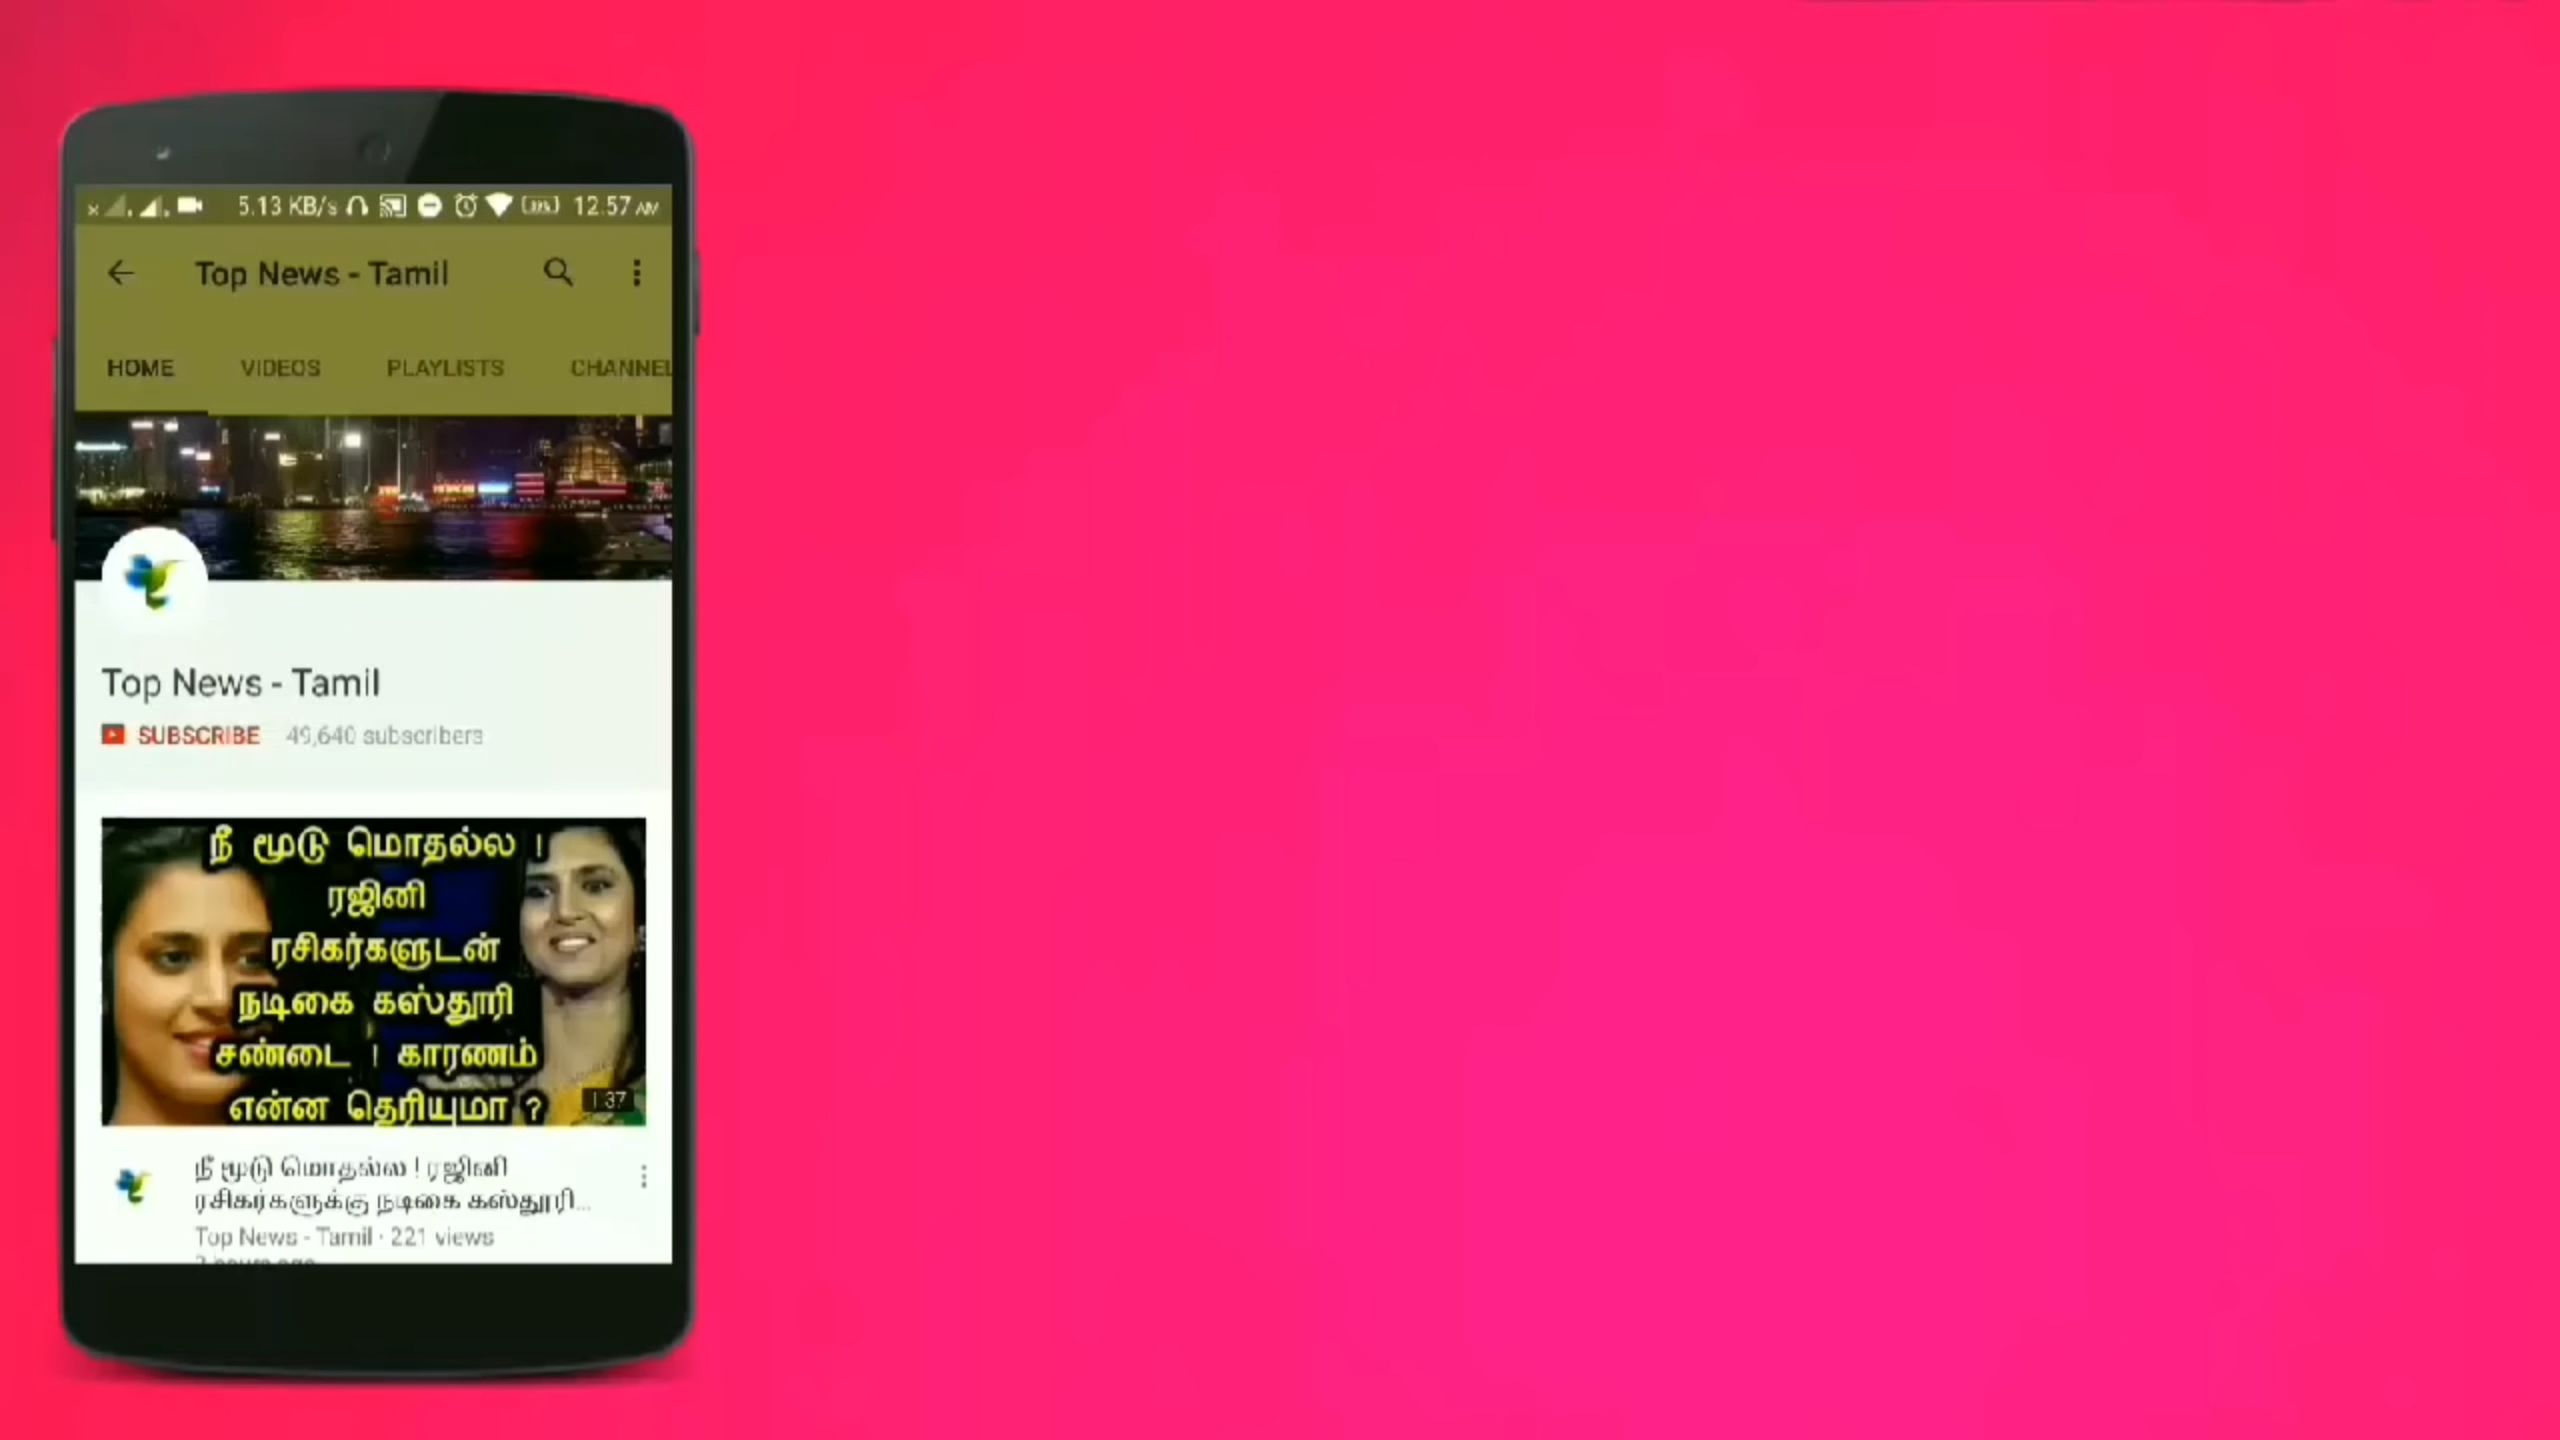 5.13 KB/s 12.57 AM
Top News - Tamil
HOME VIDEOS PLAYLISTS CHANNEL
Top News - Tamil
SUBSCRIBE 49,640 subscribers
நீ மூடு மொதல்ல !
ரஜினி
ரசிகர்களுடன்
நடிகை கஸ்தூரி
சண்டை ! காரணம்
என்ன தெரியுமா ?
1:37
நீ மூடு மொதல்ல ! ரஜினி
ரசிகர்களுக்கு நடிகை கஸ்தூரி...
Top News - Tamil · 221 views
hours ago